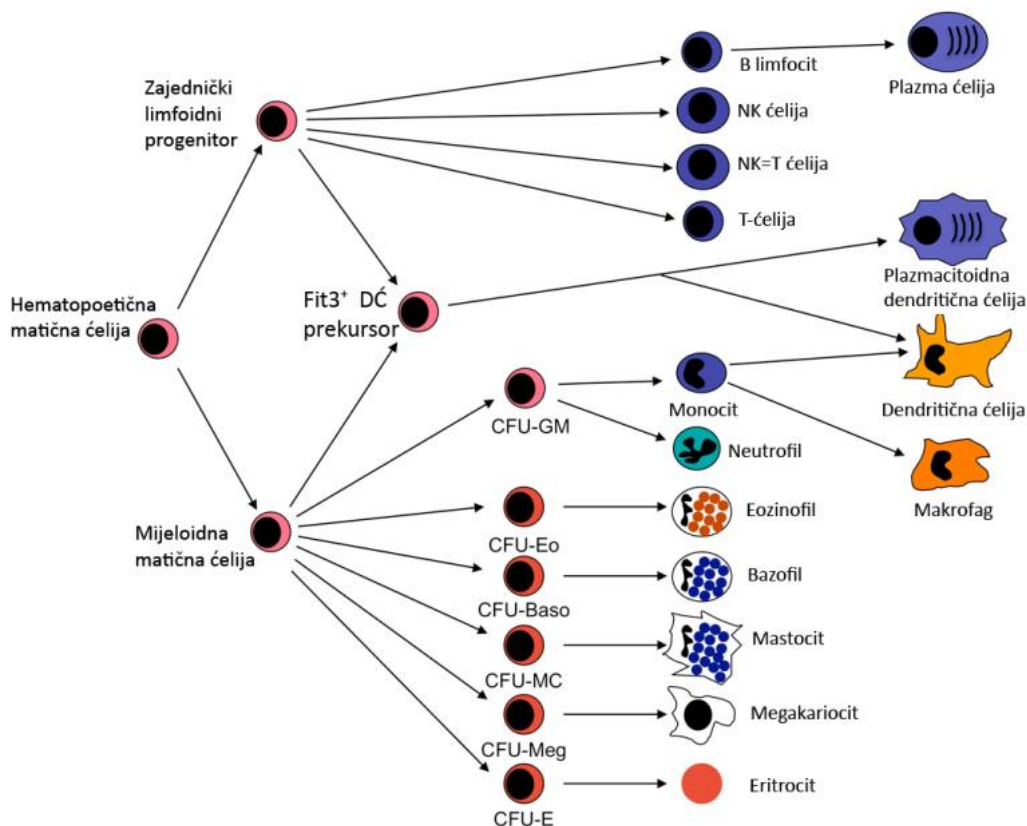 Zajednički
limfoidni
progenitor
B limfocit
Plazma ćelija
NK ćelija
NK=T ćelija
T-ćelija
Plazmacitoidna
dendritična ćelija
Hematopoetična
matična ćelija
Fit3⁺ DĆ
prekursor
CFU-GM
Monocit
Dendritična ćelija
Neutrofil
Makrofag
Mijeloidna
matična ćelija
CFU-Eo
Eozinofil
CFU-Baso
Bazofil
CFU-MC
Mastocit
CFU-Meg
Megakariocit
CFU-E
Eritrocit